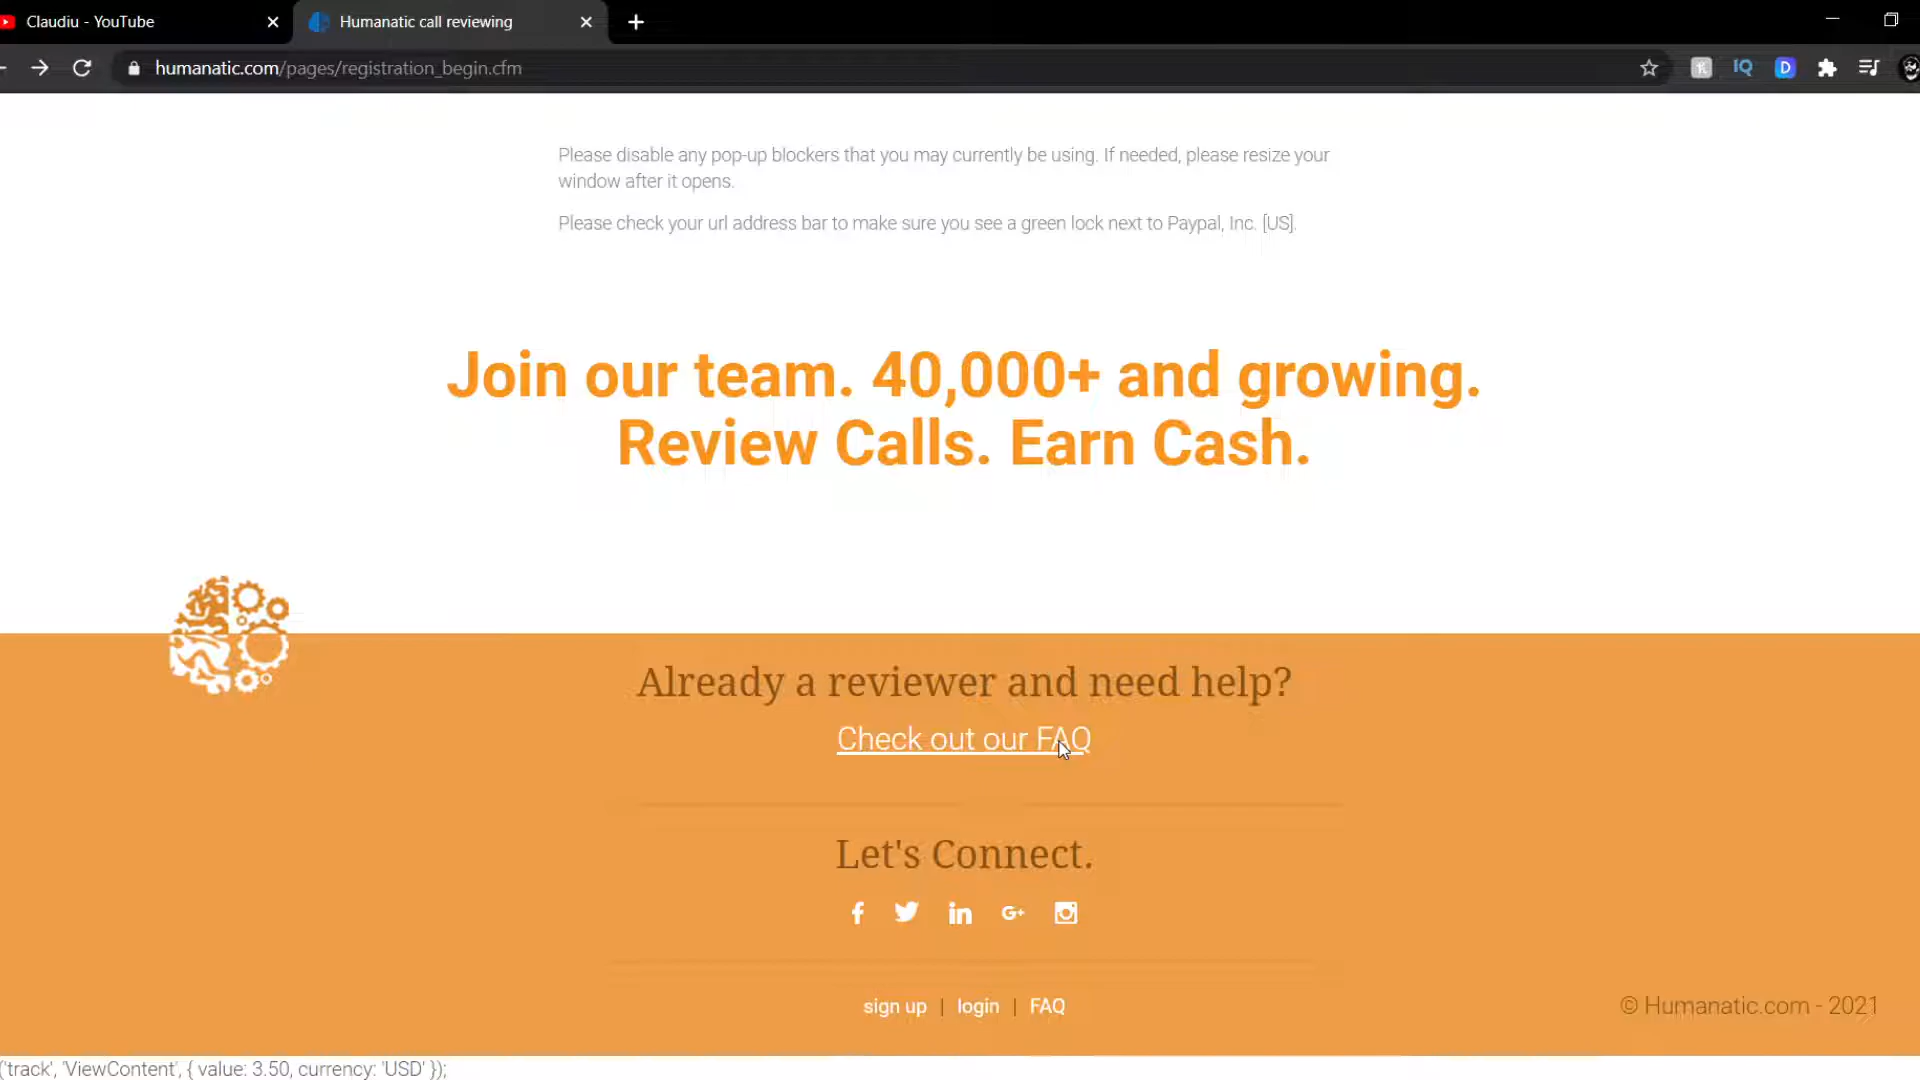 Claudiu - YouTube
Humanatic call reviewing
humanatic.com/pages/registration_begin.cfm
IQ
D
Please disable any pop-up blockers that you may currently be using. If needed, please resize your
window after it opens.
Please check your url address bar to make sure you see a green lock next to Paypal, Inc. [US].
Join our team. 40,000+ and growing.
Review Calls. Earn Cash.
Already a reviewer and need help?
Check out our FAQ
Let's Connect.
f in G+
sign up | login | FAQ
© Humanatic.com - 2021
('track', 'ViewContent', { value: 3.50, currency: 'USD' });